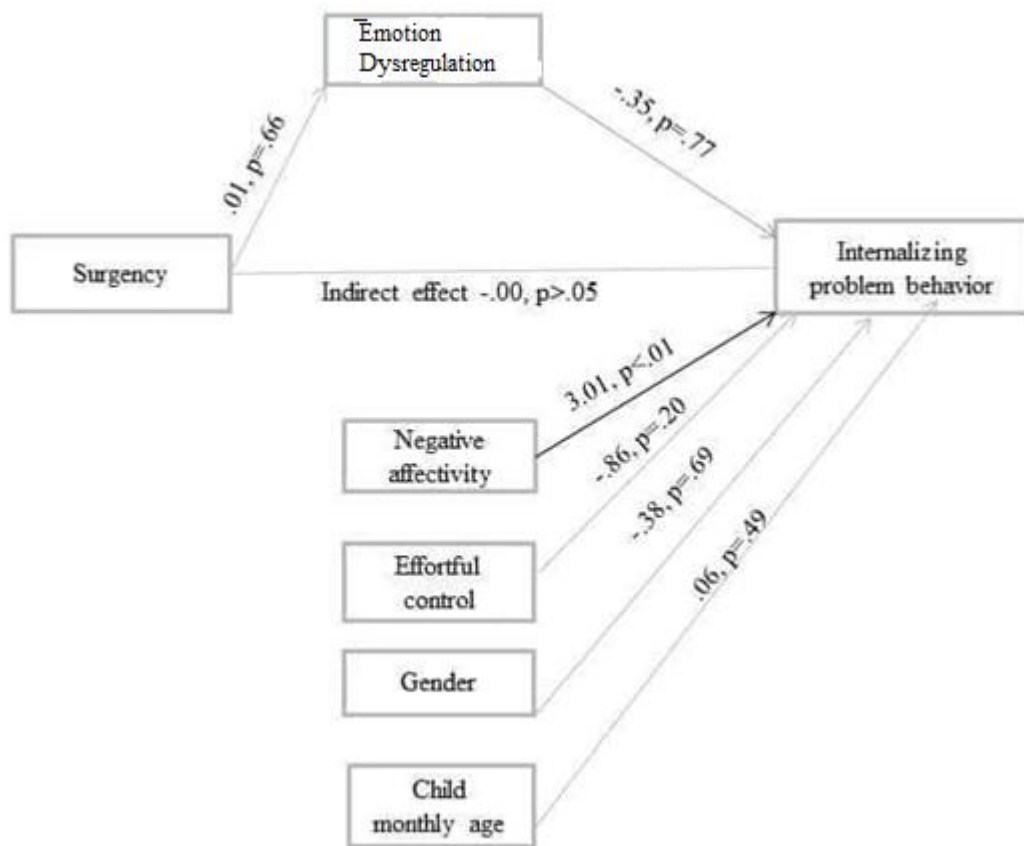 Emotion
Dysregulation
.01, p=.66
-.35, p=.77
Surgency
Internalizing
problem behavior
Indirect effect -.00, p>.05
3.01, p<.01
Negative
affectivity
-.86, p=.20
-.38, p=.69
Effortful
control
.06, p=.49
Gender
Child
monthly age